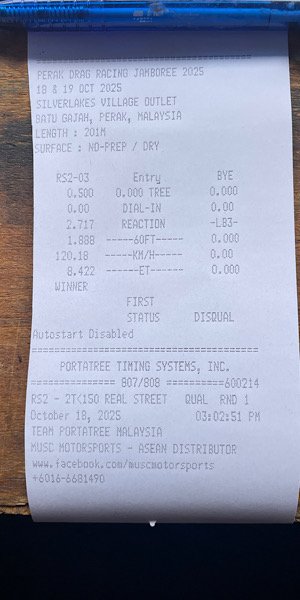 ========================================
PERAK DRAG RACING JAMBOREE 2025
18 & 19 OCT 2025
SILVERLAKES VILLAGE OUTLET
BATU GAJAH, PERAK, MALAYSIA
LENGTH : 201M
SURFACE : NO-PREP / DRY
RS2-03 Entry BYE
0.500 0.000 TREE 0.000
0.00 DIAL-IN 0.00
2.717 REACTION -LB3-
1.888 -----60FT------ 0.000
120.18 -----KM/H------ 0.00
8.422 ------ET------- 0.000
WINNER
FIRST
STATUS DISQUAL
Autostart Disabled
========================================
PORTATREE TIMING SYSTEMS, INC.
=============== 807/808 ==========600214
RS2 - 2T<150 REAL STREET QUAL RND 1
October 18, 2025 03:02:51 PM
TEAM PORTATREE MALAYSIA
MUSC MOTORSPORTS - ASEAN DISTRIBUTOR
www.facebook.com/muscmotorsports
+6016-6681490